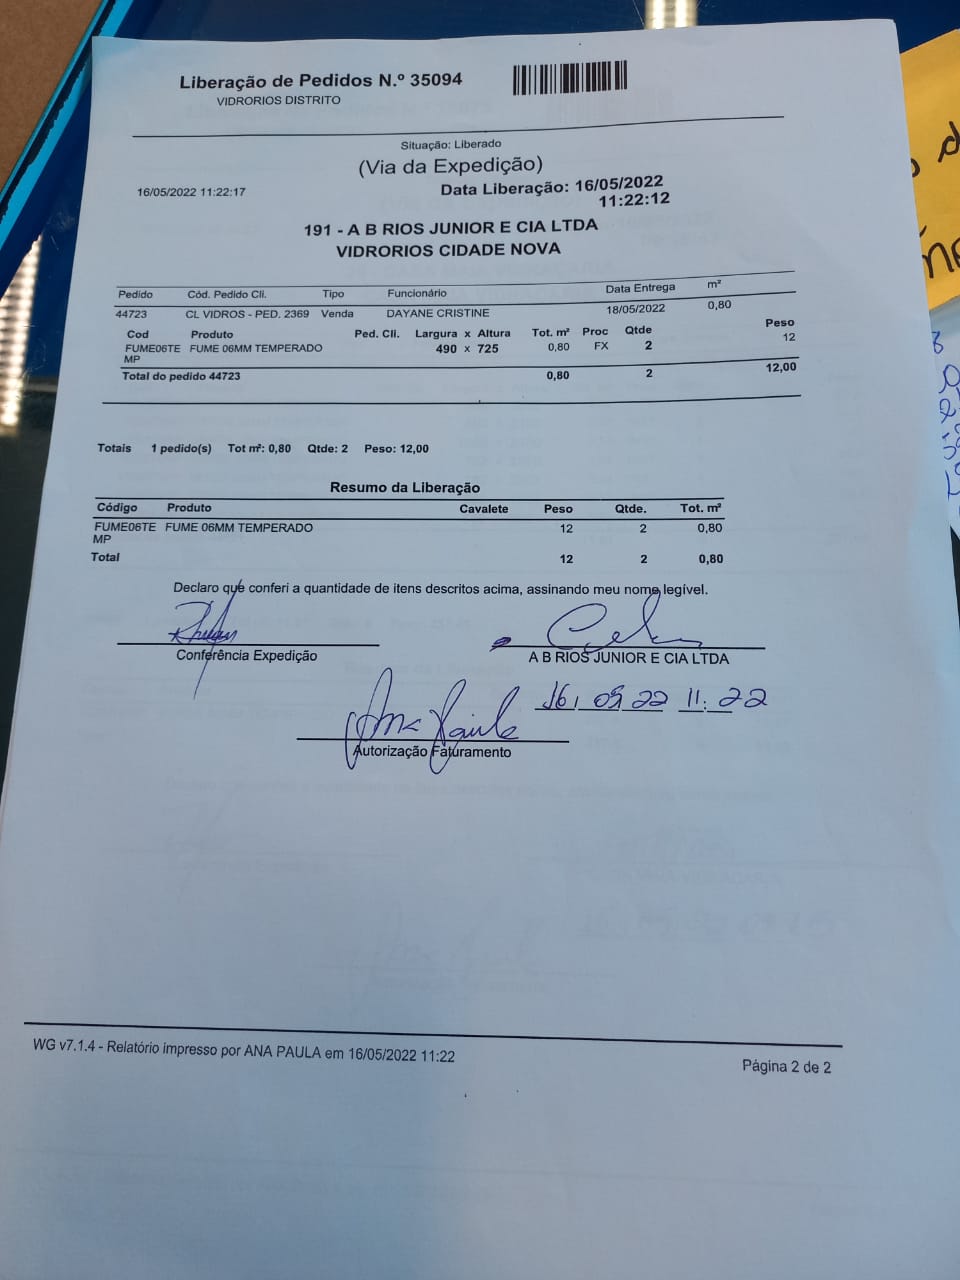 Liberação de Pedidos N.º 35094
VIDRORIOS DISTRITO
Situação: Liberado
(Via da Expedição)
16/05/2022 11:22:17
Data Liberação: 16/05/2022
11:22:12
191 - A B RIOS JUNIOR E CIA LTDA
VIDRORIOS CIDADE NOVA
Pedido Cód. Pedido Cli. Tipo Funcionário Data Entrega m²
44723 CL VIDROS - PED. 2369 Venda DAYANE CRISTINE 18/05/2022 0,80
Cod Produto Ped. Cli. Largura x Altura Tot. m² Proc Qtde Peso
FUME06TE FUME 06MM TEMPERADO 490 x 725 0,80 FX 2 12
MP
Total do pedido 44723 0,80 2 12,00
Totais 1 pedido(s) Tot m²: 0,80 Qtde: 2 Peso: 12,00
Resumo da Liberação
Código Produto Cavalete Peso Qtde. Tot. m²
FUME06TE FUME 06MM TEMPERADO 12 2 0,80
MP
Total 12 2 0,80
Declaro que conferi a quantidade de itens descritos acima, assinando meu nome legível.
Conferência Expedição
A B RIOS JUNIOR E CIA LTDA
16, 05 22 11: 22
Ana Paula
Autorização Faturamento
WG v7.1.4 - Relatório impresso por ANA PAULA em 16/05/2022 11:22
Página 2 de 2